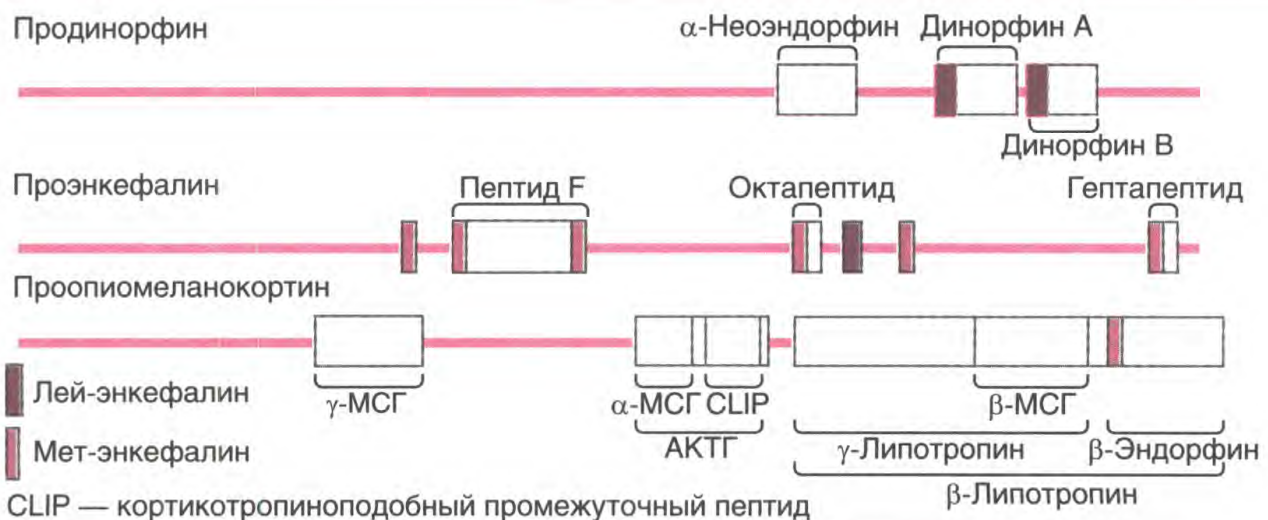 Продинорфин
α-Неоэндорфин Динорфин А
Динорфин В
Проэнкефалин
Пептид F
Октапептид
Гептапептид
Проопиомеланокортин
Лей-энкефалин
γ-МСГ
α-МСГ CLIP
β-МСГ
Мет-энкефалин
АКТГ
γ-Липотропин
β-Эндорфин
β-Липотропин
CLIP — кортикотропиноподобный промежуточный пептид